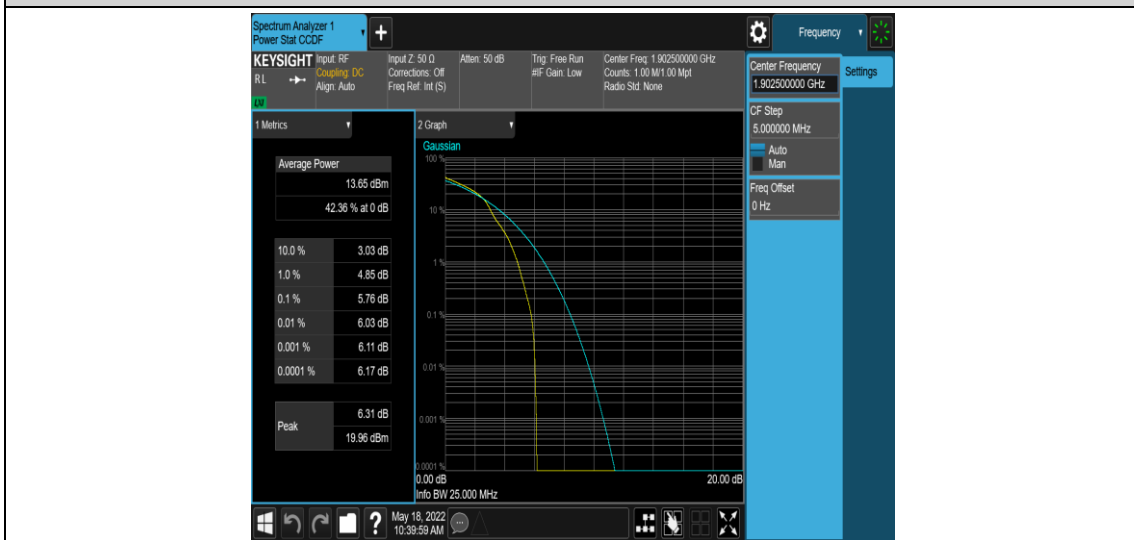 Spectrum Analyzer 1
Power Stat CCDF
+
Frequency
KEYSIGHT
RL
Input: RF
Coupling: DC
Align: Auto
Input Z: 50 Ω
Corrections: Off
Freq Ref: Int (S)
Atten: 50 dB
Trig: Free Run
#IF Gain: Low
Center Freq: 1.902500000 GHz
Counts: 1.00 M/1.00 Mpt
Radio Std: None
Center Frequency
1.902500000 GHz
Settings
CF Step
5.000000 MHz
Auto
Man
Freq Offset
0 Hz
1 Metrics
Average Power
13.65 dBm
42.36 % at 0 dB
10.0 % 3.03 dB
1.0 % 4.85 dB
0.1 % 5.76 dB
0.01 % 6.03 dB
0.001 % 6.11 dB
0.0001 % 6.17 dB
Peak
6.31 dB
19.96 dBm
2 Graph
Gaussian
100 %
10 %
1 %
0.1 %
0.01 %
0.001 %
0.0001 %
0.00 dB 20.00 dB
Info BW 25.000 MHz
?
May 18, 2022
10:39:59 AM